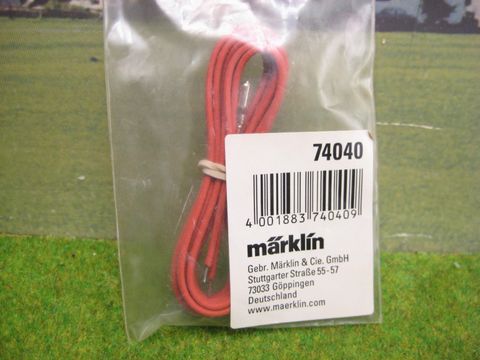 74040
4 001883 740409
märklin
Gebr. Märklin & Cie. GmbH
Stuttgarter Straße 55-57
73033 Göppingen
Deutschland
www.maerklin.com